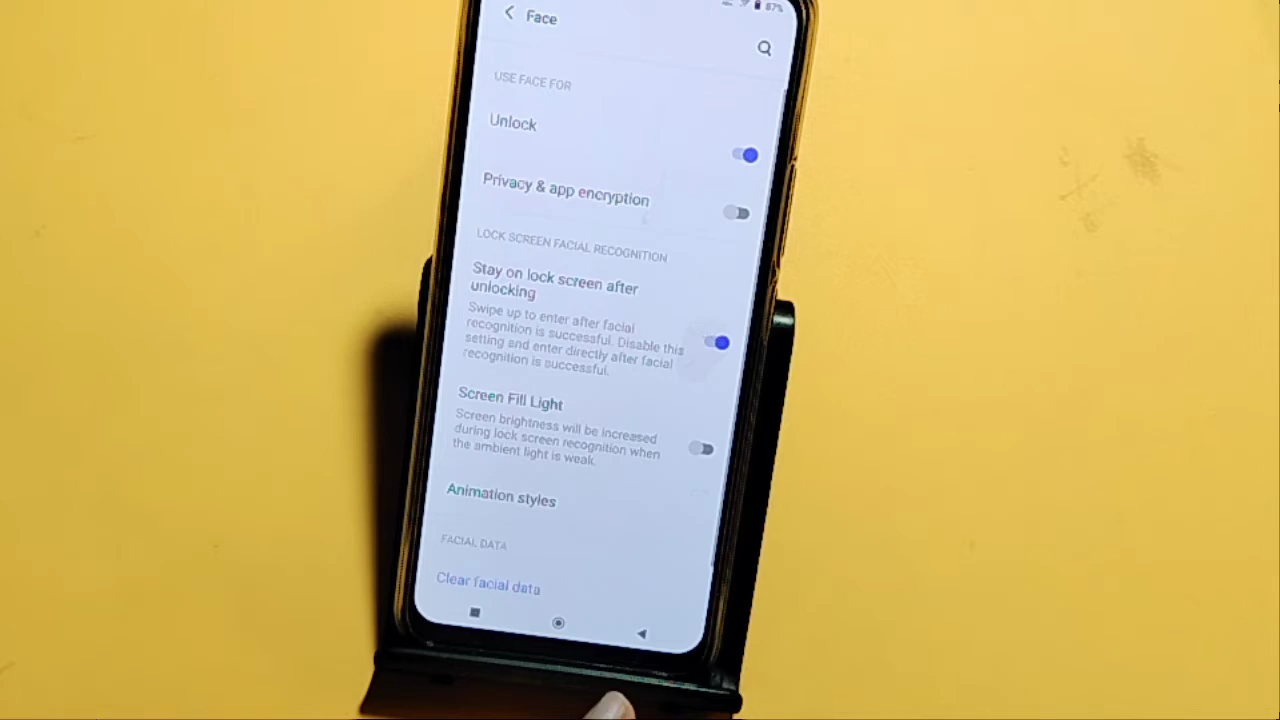 87%
Face
USE FACE FOR
Unlock
Privacy & app encryption
LOCK SCREEN FACIAL RECOGNITION
Stay on lock screen after
unlocking
Swipe up to enter after facial
recognition is successful. Disable this
setting and enter directly after facial
recognition is successful.
Screen Fill Light
Screen brightness will be increased
during lock screen recognition when
the ambient light is weak.
Animation styles
FACIAL DATA
Clear facial data